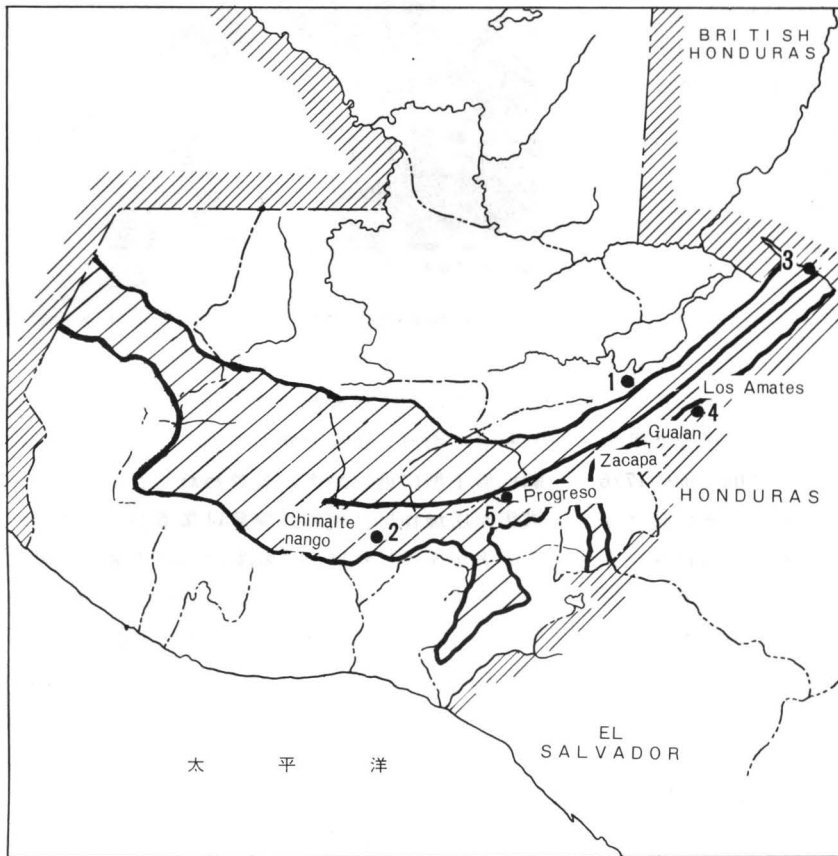 BRITISH
HONDURAS
3
1
Los Amates
4
Gualan
Zacapa
Progreso
HONDURAS
5
Chimalte
nango
2
EL
SALVADOR
太平洋